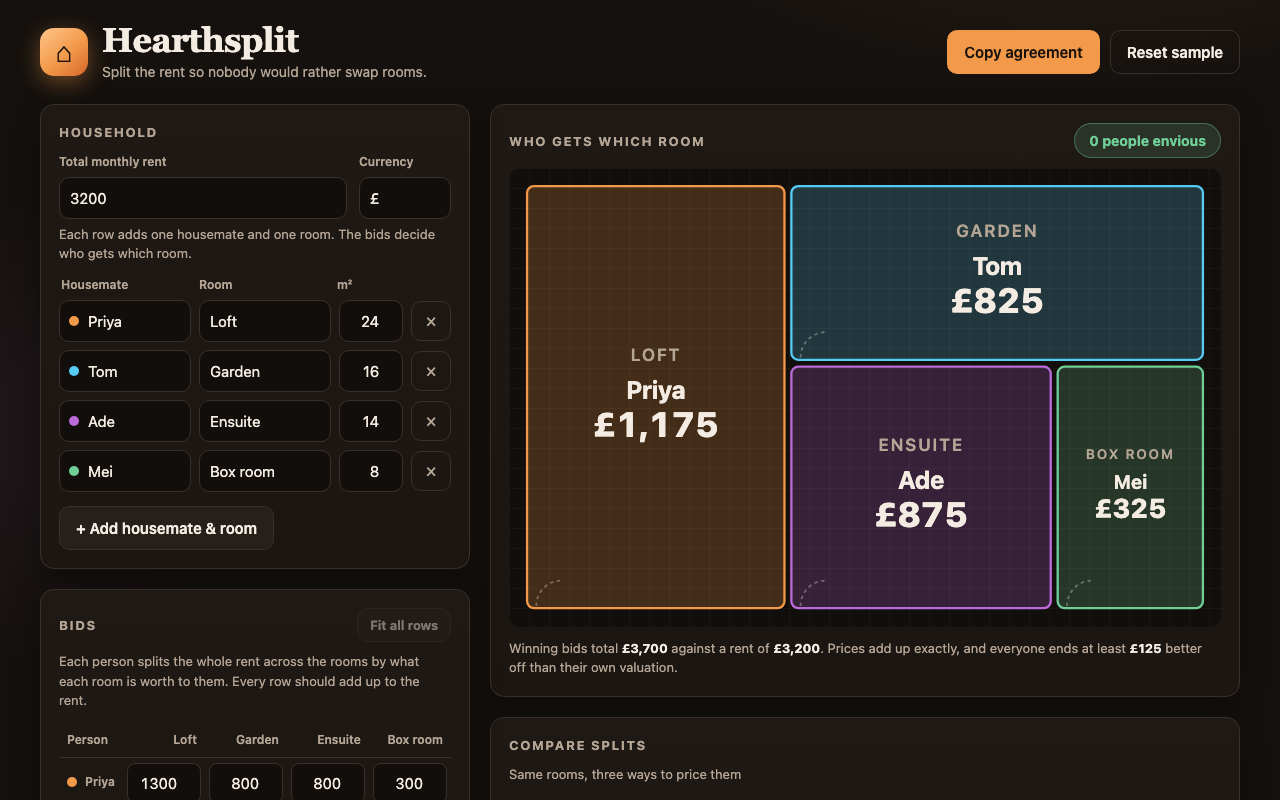 Hearthsplit
Split the rent so nobody would rather swap rooms.
Copy agreement
Reset sample
HOUSEHOLD
Total monthly rent
Currency
3200
£
Each row adds one housemate and one room. The bids decide
who gets which room.
Housemate Room m²
Priya Loft 24 ×
Tom Garden 16 ×
Ade Ensuite 14 ×
Mei Box room 8 ×
+ Add housemate & room
BIDS
Fit all rows
Each person splits the whole rent across the rooms by what
each room is worth to them. Every row should add up to the
rent.
Person Loft Garden Ensuite Box room
Priya 1300 800 800 300
WHO GETS WHICH ROOM
0 people envious
LOFT
Priya
£1,175
GARDEN
Tom
£825
ENSUITE
Ade
£875
BOX ROOM
Mei
£325
Winning bids total £3,700 against a rent of £3,200. Prices add up exactly, and everyone ends at least £125 better
off than their own valuation.
COMPARE SPLITS
Same rooms, three ways to price them